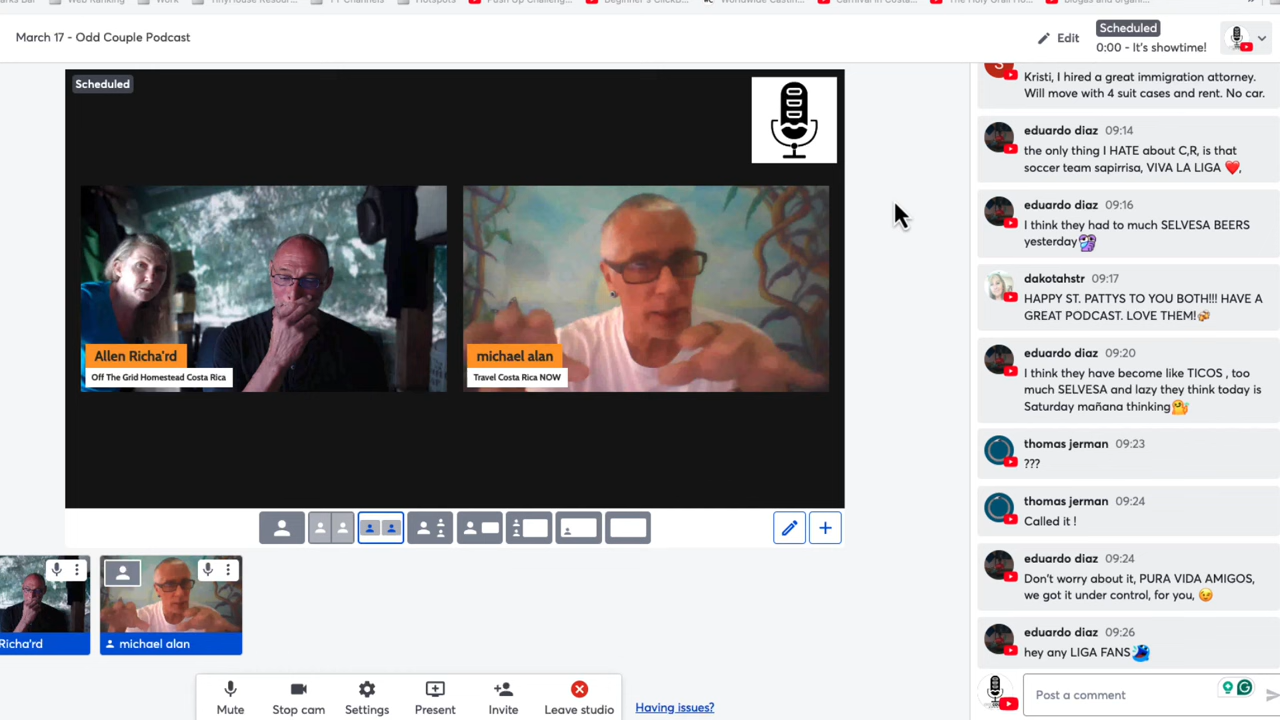 Work
March 17 - Odd Couple Podcast
Edit
Scheduled
0:00 - It's showtime!
Scheduled
Allen Richa'rd
Off The Grid Homestead Costa Rica
michael alan
Travel Costa Rica NOW
Richa'rd
michael alan
Mute
Stop cam
Settings
Present
Invite
Leave studio
Having issues?
Kristi, I hired a great immigration attorney.
Will move with 4 suit cases and rent. No car.
eduardo diaz 09:14
the only thing I HATE about C,R, is that
soccer team sapirrisa, VIVA LA LIGA ❤️,
eduardo diaz 09:16
I think they had to much SELVESA BEERS
yesterday
dakotahstr 09:17
HAPPY ST. PATTYS TO YOU BOTH!!! HAVE A
GREAT PODCAST. LOVE THEM!
eduardo diaz 09:20
I think they have become like TICOS , too
much SELVESA and lazy they think today is
Saturday mañana thinking
thomas jerman 09:23
???
thomas jerman 09:24
Called it !
eduardo diaz 09:24
Don't worry about it, PURA VIDA AMIGOS,
we got it under control, for you, 😉
eduardo diaz 09:26
hey any LIGA FANS
Post a comment